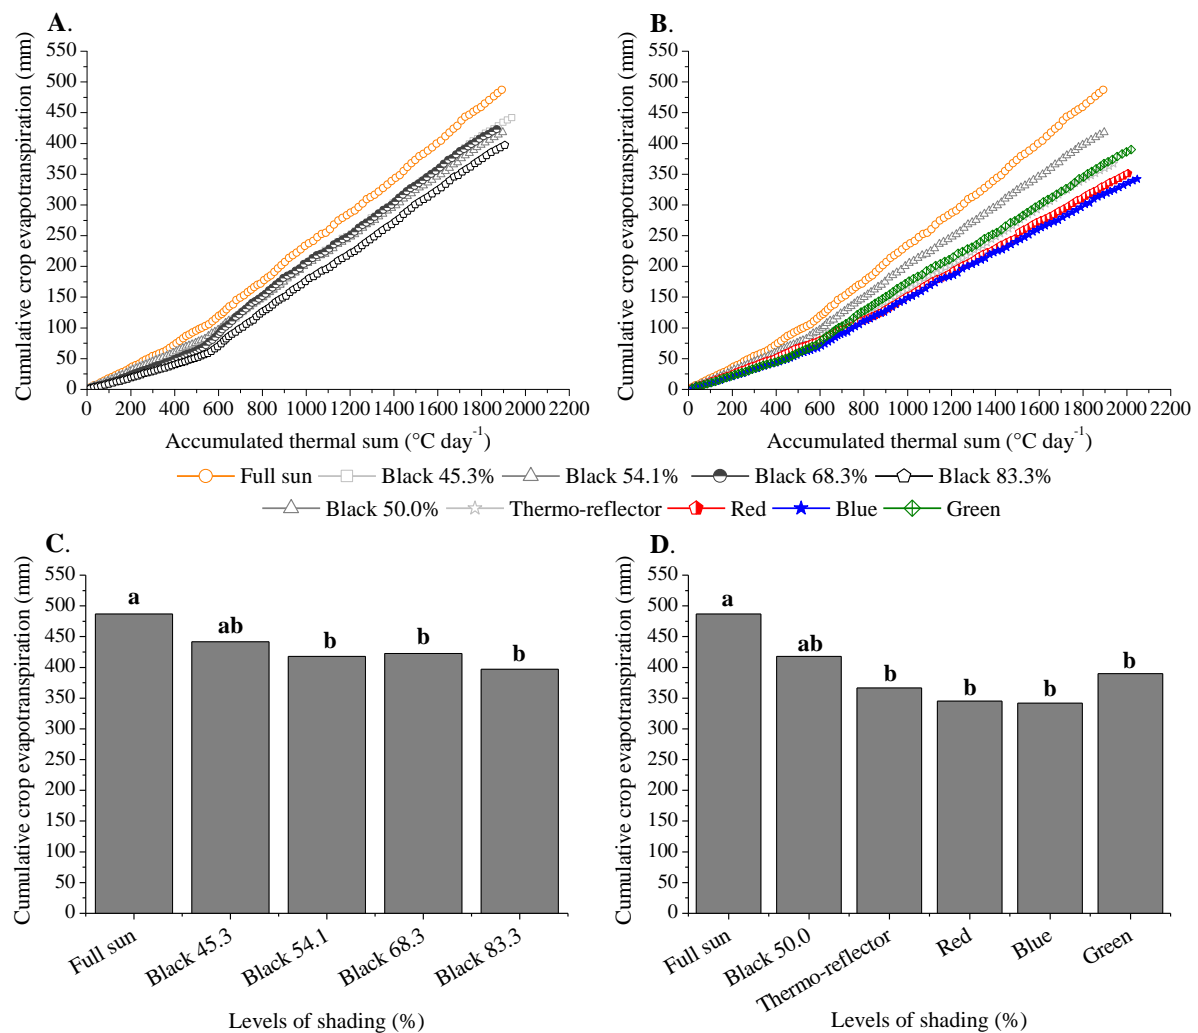 A.
Cumulative crop evapotranspiration (mm)
550
500
450
400
350
300
250
200
150
100
50
0
0 200 400 600 800 1000 1200 1400 1600 1800 2000 2200
Accumulated thermal sum (°C day⁻¹)
B.
Cumulative crop evapotranspiration (mm)
550
500
450
400
350
300
250
200
150
100
50
0
0 200 400 600 800 1000 1200 1400 1600 1800 2000 2200
Accumulated thermal sum (°C day⁻¹)
Full sun Black 45.3% Black 54.1% Black 68.3% Black 83.3%
Black 50.0% Thermo-reflector Red Blue Green
C.
Cumulative crop evapotranspiration (mm)
550
500
450
400
350
300
250
200
150
100
50
0
a ab b b b
Full sun Black 45.3 Black 54.1 Black 68.3 Black 83.3
Levels of shading (%)
D.
Cumulative crop evapotranspiration (mm)
550
500
450
400
350
300
250
200
150
100
50
0
a ab b b b b
Full sun Black 50.0 Thermo-reflector Red Blue Green
Levels of shading (%)